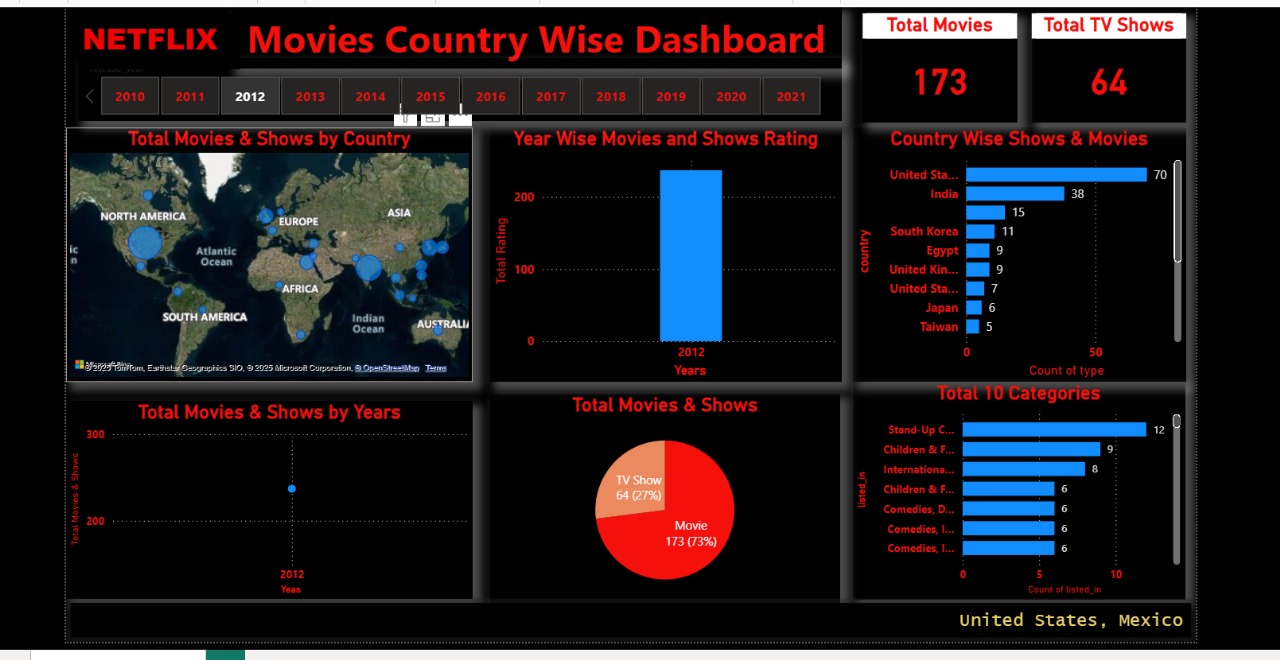 NETFLIX
Movies Country Wise Dashboard
Total Movies
173
Total TV Shows
64
release_year
2010
2011
2012
2013
2014
2015
2016
2017
2018
2019
2020
2021
Total Movies & Shows by Country
NORTH AMERICA
EUROPE
ASIA
Atlantic
Ocean
AFRICA
SOUTH AMERICA
Indian
Ocean
AUSTRALIA
ic
n
© 2025 TomTom, Earthstar Geographics SIO, © 2025 Microsoft Corporation, © OpenStreetMap Terms
Year Wise Movies and Shows Rating
Total Rating
200
100
0
2012
Years
Country Wise Shows & Movies
country
United Sta... 70
India 38
15
South Korea 11
Egypt 9
United Kin... 9
United Sta... 7
Japan 6
Taiwan 5
0 50
Count of type
Total Movies & Shows by Years
Total Movies & Shows
300
200
2012
Yeas
Total Movies & Shows
TV Show
64 (27%)
Movie
173 (73%)
Total 10 Categories
listed_in
Stand-Up C... 12
Children & F... 9
Internationa... 8
Children & F... 6
Comedies, D... 6
Comedies, I... 6
Comedies, I... 6
0 5 10
Count of listed_in
United States, Mexico